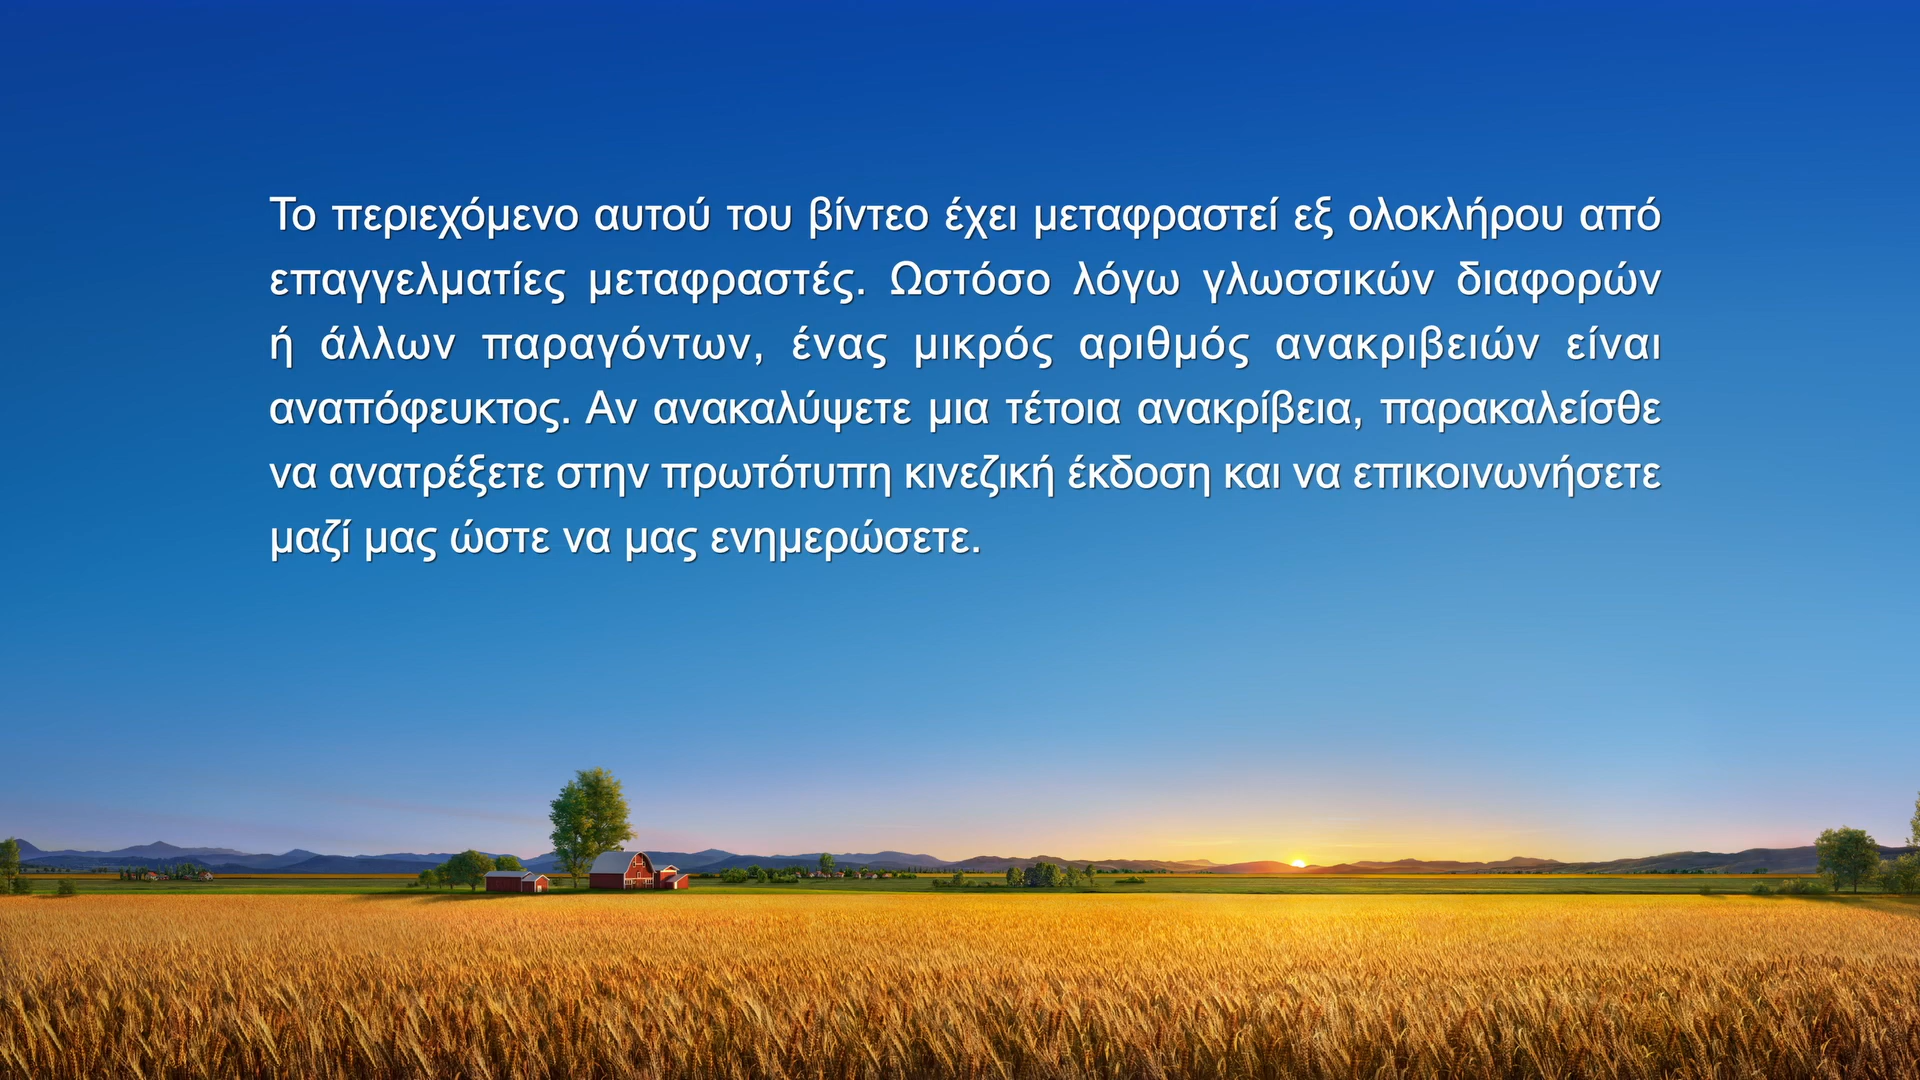 Το περιεχόμενο αυτού του βίντεο έχει μεταφραστεί εξ ολοκλήρου από
επαγγελματίες μεταφραστές. Ωστόσο λόγω γλωσσικών διαφορών
ή άλλων παραγόντων, ένας μικρός αριθμός ανακριβειών είναι
αναπόφευκτος. Αν ανακαλύψετε μια τέτοια ανακρίβεια, παρακαλείσθε
να ανατρέξετε στην πρωτότυπη κινεζική έκδοση και να επικοινωνήσετε
μαζί μας ώστε να μας ενημερώσετε.